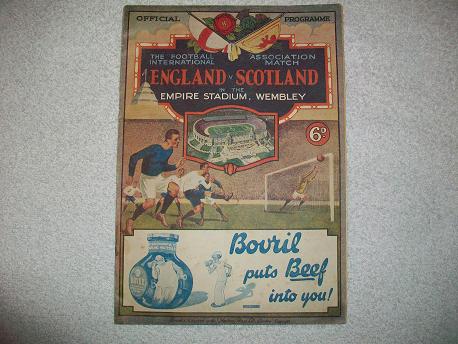 OFFICIAL PROGRAMME
THE FOOTBALL ASSOCIATION
INTERNATIONAL MATCH
ENGLAND V SCOTLAND
IN THE
EMPIRE STADIUM, WEMBLEY
6D
Bovril
puts Beef
into you!